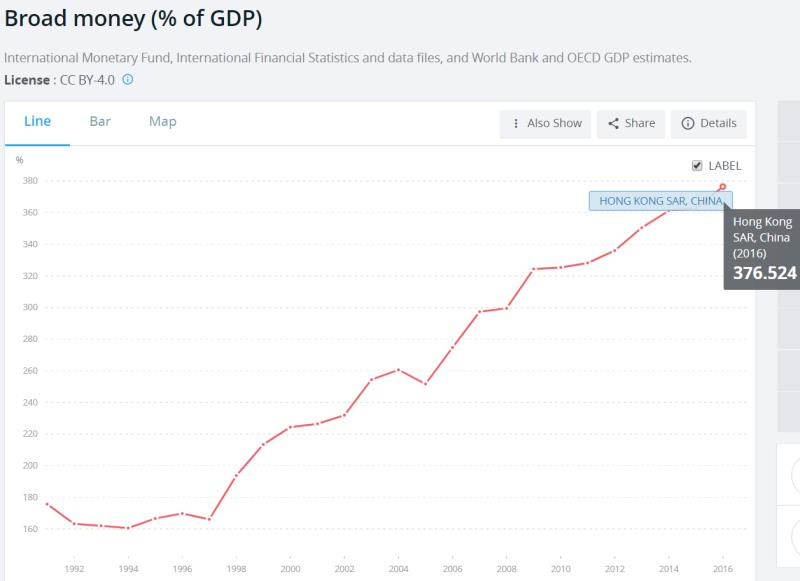 Broad money (% of GDP)
International Monetary Fund, International Financial Statistics and data files, and World Bank and OECD GDP estimates.
License : CC BY-4.0
Line Bar Map Also Show Share Details
%
LABEL
380
360
340
320
300
280
260
240
220
200
180
160
HONG KONG SAR, CHINA
Hong Kong
SAR, China
(2016)
376.524
1992 1994 1996 1998 2000 2002 2004 2006 2008 2010 2012 2014 2016